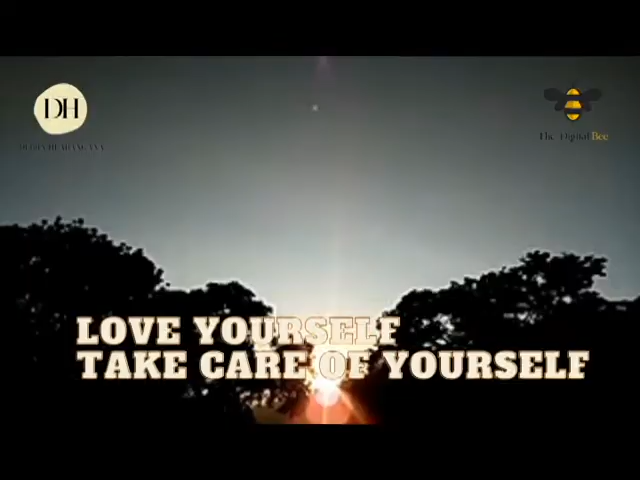 DH
The Digital Bee
LOVE YOURSELF
TAKE CARE OF YOURSELF